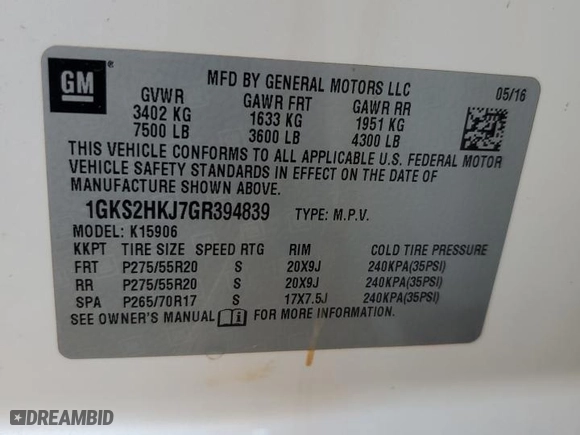 GM®
MFD BY GENERAL MOTORS LLC
05/16
GVWR GAWR FRT GAWR RR
3402 KG 1633 KG 1951 KG
7500 LB 3600 LB 4300 LB
THIS VEHICLE CONFORMS TO ALL APPLICABLE U.S. FEDERAL MOTOR
VEHICLE SAFETY STANDARDS IN EFFECT ON THE DATE OF
MANUFACTURE SHOWN ABOVE.
1GKS2HKJ7GR394839 TYPE: M.P.V.
MODEL: K15906
KKPT TIRE SIZE SPEED RTG RIM COLD TIRE PRESSURE
FRT P275/55R20 S 20X9J 240KPA(35PSI)
RR P275/55R20 S 20X9J 240KPA(35PSI)
SPA P265/70R17 S 17X7.5J 240KPA(35PSI)
SEE OWNER'S MANUAL i FOR MORE INFORMATION.
DREAMBID